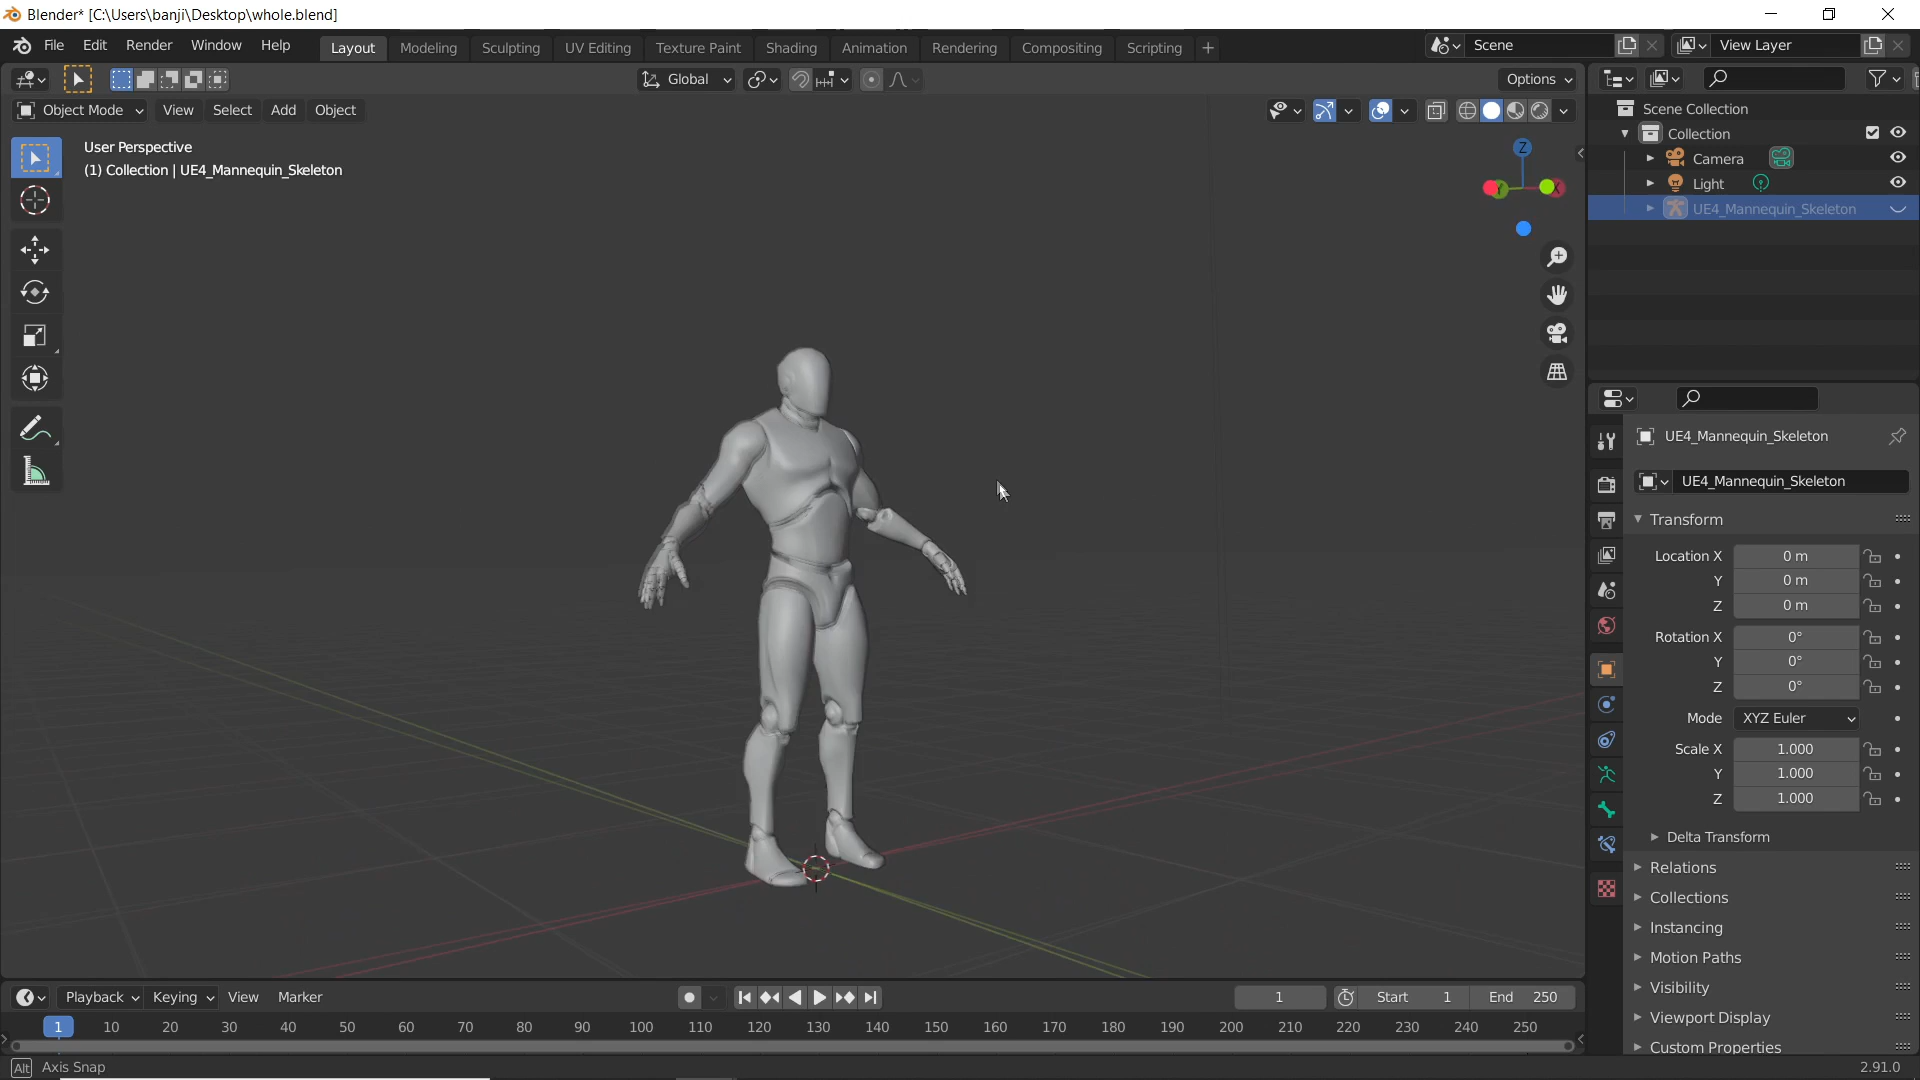 Blender* [C:\Users\banji\Desktop\whole.blend]
File Edit Render Window Help Layout Modeling Sculpting UV Editing Texture Paint Shading Animation Rendering Compositing Scripting + Scene View Layer
Global Options
Object Mode View Select Add Object
User Perspective
(1) Collection | UE4_Mannequin_Skeleton
Z
Y X
Scene Collection
Collection
Camera
Light
UE4_Mannequin_Skeleton
UE4_Mannequin_Skeleton
UE4_Mannequin_Skeleton
Transform
Location X 0 m
Y 0 m
Z 0 m
Rotation X 0°
Y 0°
Z 0°
Mode XYZ Euler
Scale X 1.000
Y 1.000
Z 1.000
Delta Transform
Relations
Collections
Instancing
Motion Paths
Visibility
Viewport Display
Custom Properties
Playback Keying View Marker 1 Start 1 End 250
1 10 20 30 40 50 60 70 80 90 100 110 120 130 140 150 160 170 180 190 200 210 220 230 240 250
Alt Axis Snap 2.91.0